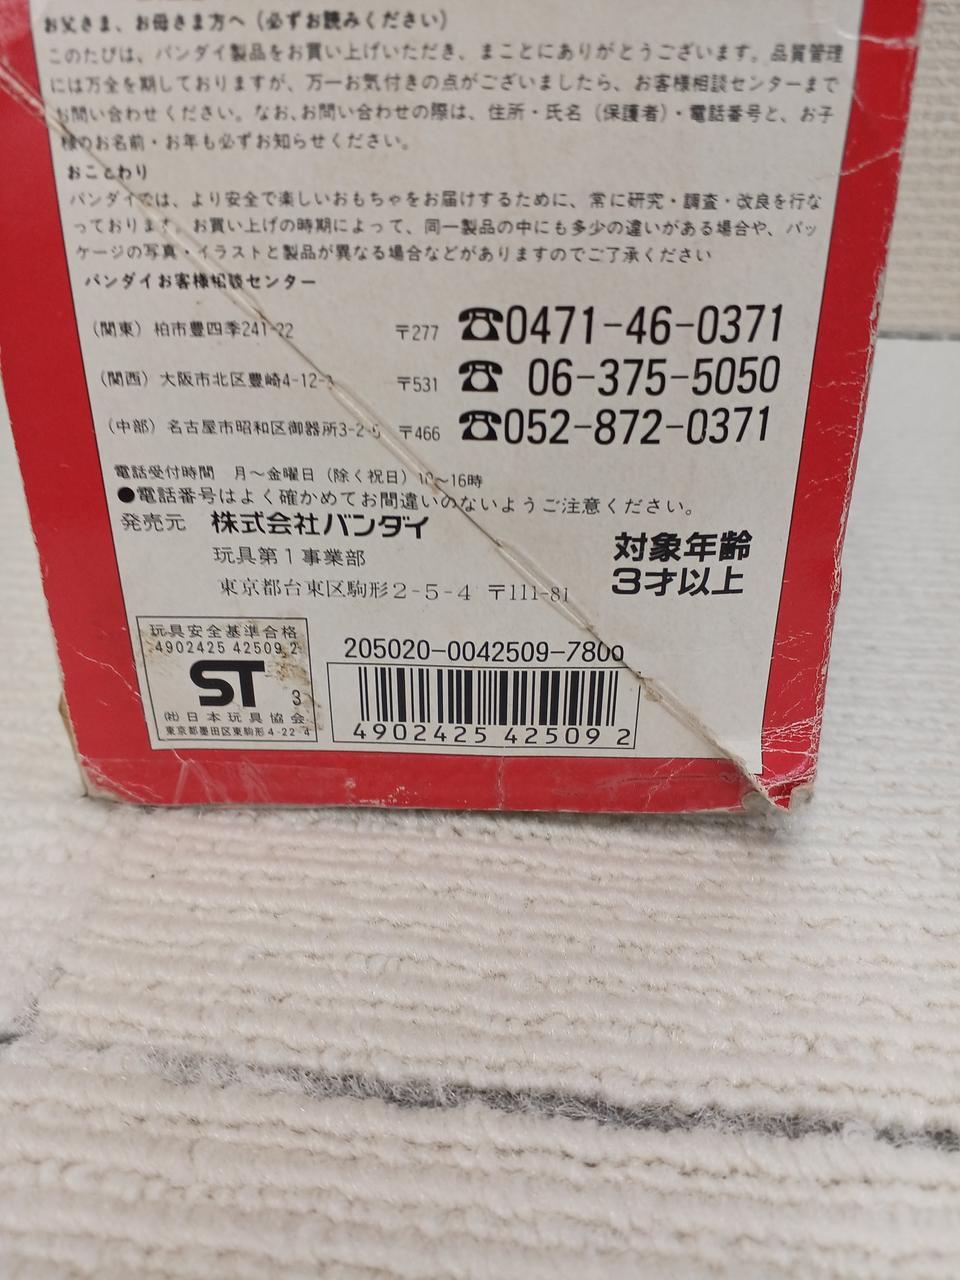 お父さま、お母さま方へ（必ずお読みください）
このたびは、バンダイ製品をお買い上げいただき、まことにありがとうございます。品質管理
には万全を期しておりますが、万一お気付きの点がございましたら、お客様相談センターまで
お問い合わせください。なお、お問い合わせの際は、住所・氏名（保護者）・電話番号と、お子
様のお名前・お年も必ずお知らせください。
おことわり
バンダイでは、より安全で楽しいおもちゃをお届けするために、常に研究・調査・改良を行な
っております。お買い上げの時期によって、同一製品の中にも多少の違いがある場合や、パッ
ケージの写真・イラストと製品が異なる場合などがありますのでご了承ください
バンダイお客様相談センター
（関東）柏市豊四季241-22 〒277 ☎0471-46-0371
（関西）大阪市北区豊崎4-12-3 〒531 ☎ 06-375-5050
（中部）名古屋市昭和区御器所3-2-5 〒466 ☎052-872-0371
電話受付時間 月〜金曜日（除く祝日）10〜16時
●電話番号はよく確かめてお間違いのないようご注意ください。
発売元 株式会社バンダイ
玩具第1事業部
東京都台東区駒形2-5-4 〒111-81
対象年齢
3才以上
玩具安全基準合格
4902425 42509 2
ST 3
㈳日本玩具協会
東京都墨田区東駒形4-22-4
205020-0042509-7800
4902425 42509 2